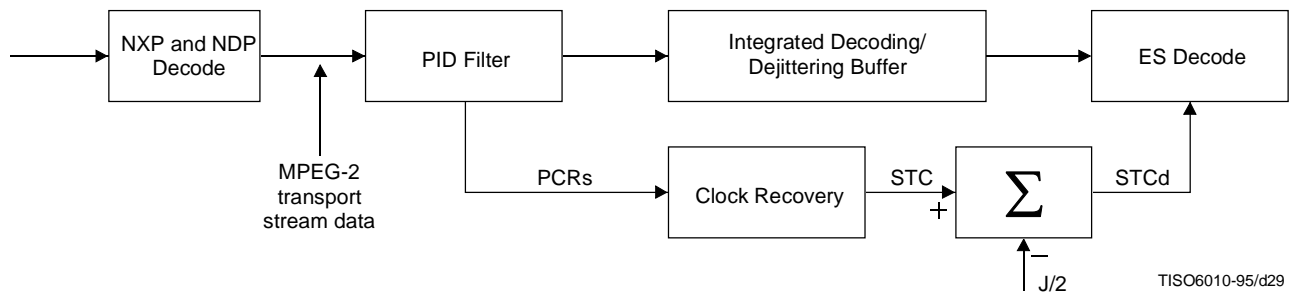 NXP and NDP
Decode
PID Filter
Integrated Decoding/
Dejittering Buffer
ES Decode
MPEG-2
transport
stream data
PCRs
Clock Recovery
STC
+
Σ
STCd
–
J/2
TISO6010-95/d29